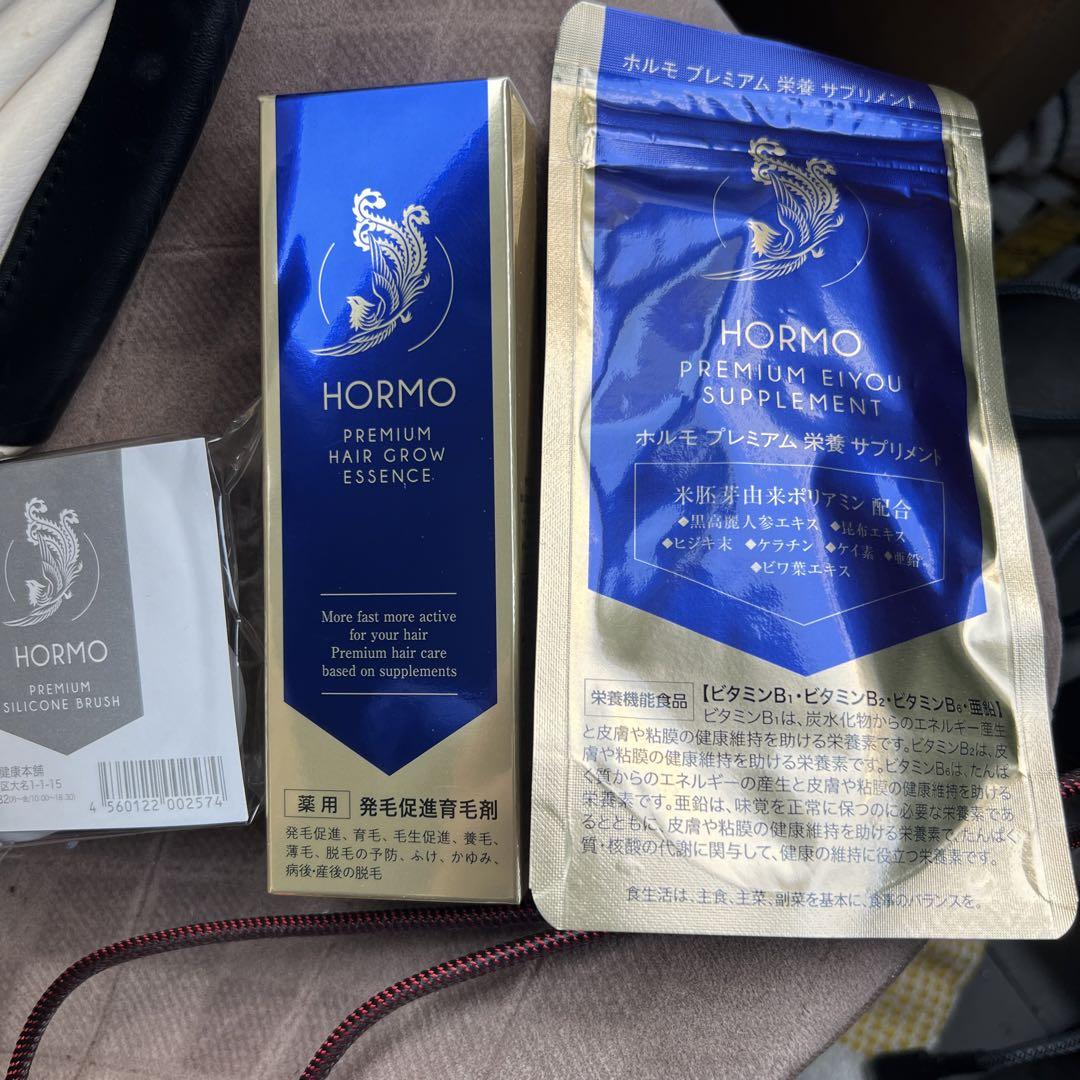 HORMO
PREMIUM
SILICONE BRUSH
健康本舗
区大名1-1-15
4 560122 002574
HORMO
PREMIUM
HAIR GROW
ESSENCE
More fast more active
for your hair
Premium hair care
based on supplements
薬用 発毛促進育毛剤
発毛促進、育毛、毛生促進、養毛、
薄毛、脱毛の予防、ふけ、かゆみ、
病後・産後の脱毛
ホルモ プレミアム 栄養 サプリメント
HORMO
PREMIUM EIYOU
SUPPLEMENT
ホルモ プレミアム 栄養 サプリメント
米胚芽由来ポリアミン 配合
◆黒高麗人参エキス ◆昆布エキス
◆ヒジキ末 ◆ケラチン ◆ケイ素 ◆亜鉛
◆ビワ葉エキス
栄養機能食品 【ビタミンB1・ビタミンB2・ビタミンB6・亜鉛】
ビタミンB1は、炭水化物からのエネルギー産生
と皮膚や粘膜の健康維持を助ける栄養素です。ビタミンB2は、皮
膚や粘膜の健康維持を助ける栄養素です。ビタミンB6は、たんぱ
く質からのエネルギーの産生と皮膚や粘膜の健康維持を助ける
栄養素です。亜鉛は、味覚を正常に保つのに必要な栄養素であ
るとともに、皮膚や粘膜の健康維持を助ける栄養素で、たんぱく
質・核酸の代謝に関与して、健康の維持に役立つ栄養素です。
食生活は、主食、主菜、副菜を基本に、食事のバランスを。